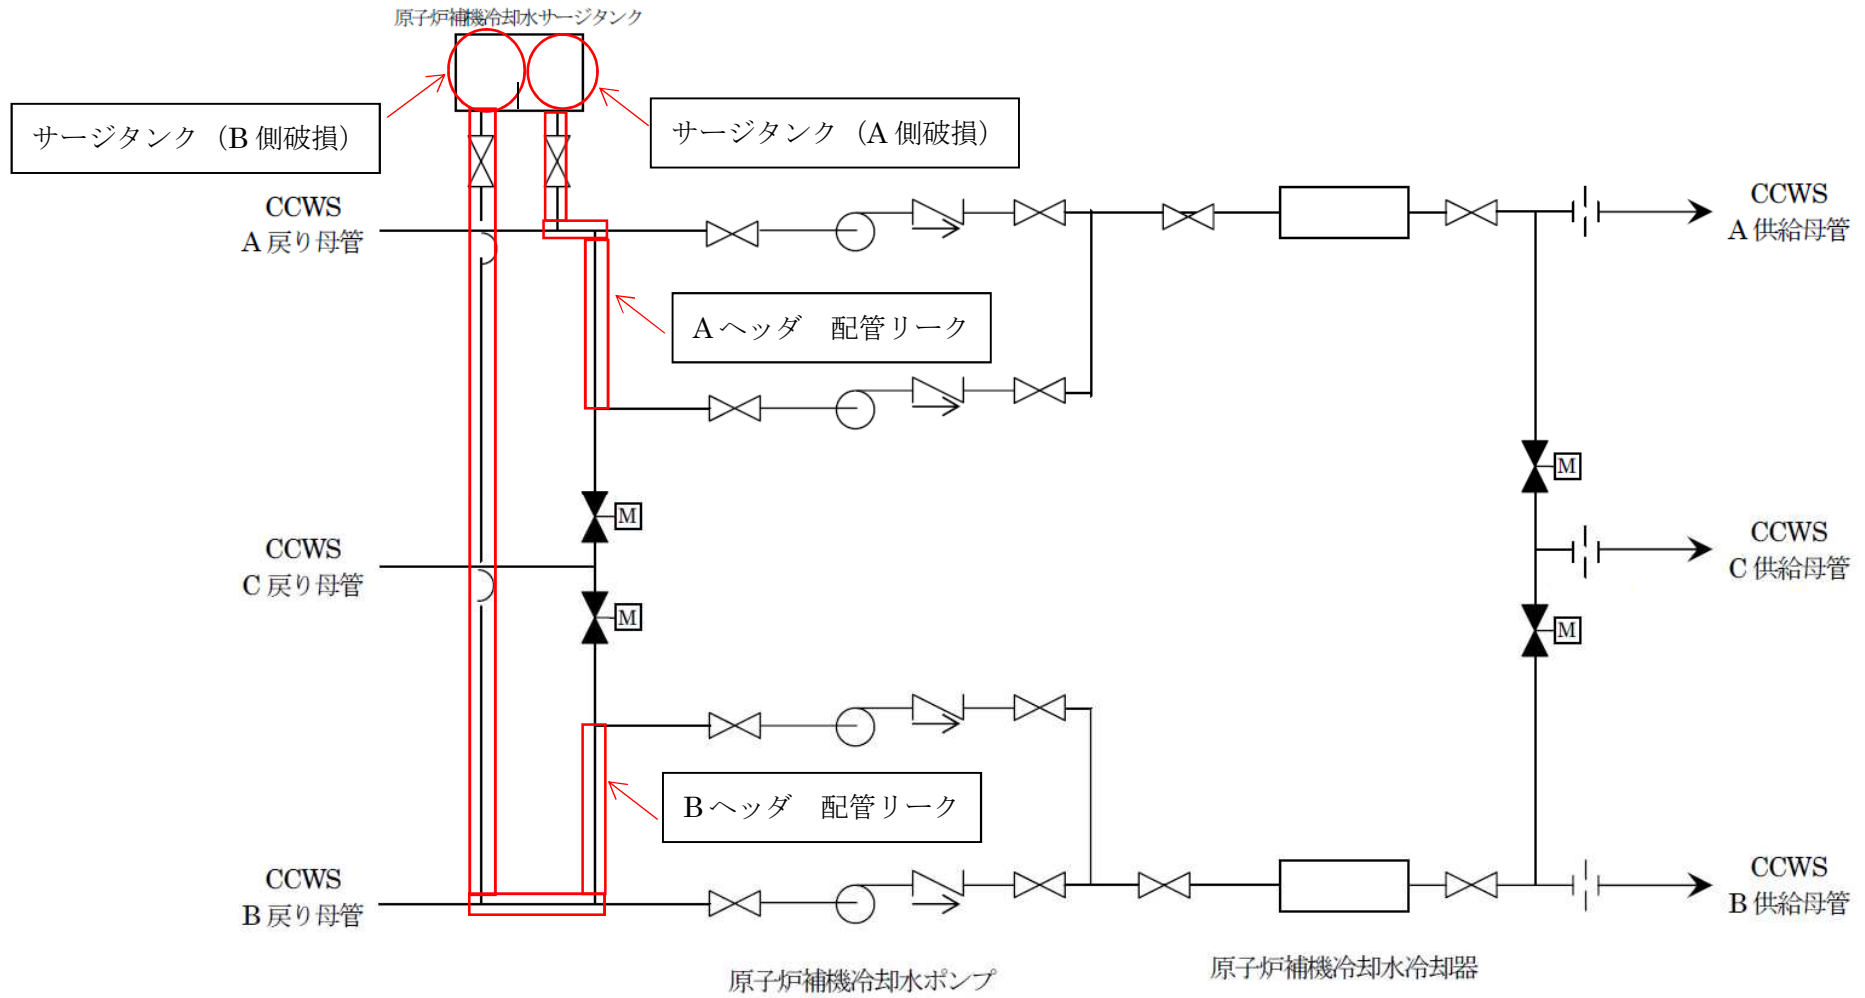 原子炉補機冷却水サージタンク
サージタンク（B 側破損）
サージタンク（A 側破損）
CCWS
A 戻り母管
CCWS
A 供給母管
A ヘッダ　配管リーク
M
M
CCWS
C 戻り母管
CCWS
C 供給母管
M
M
B ヘッダ　配管リーク
CCWS
B 戻り母管
CCWS
B 供給母管
原子炉補機冷却水ポンプ
原子炉補機冷却水冷却器